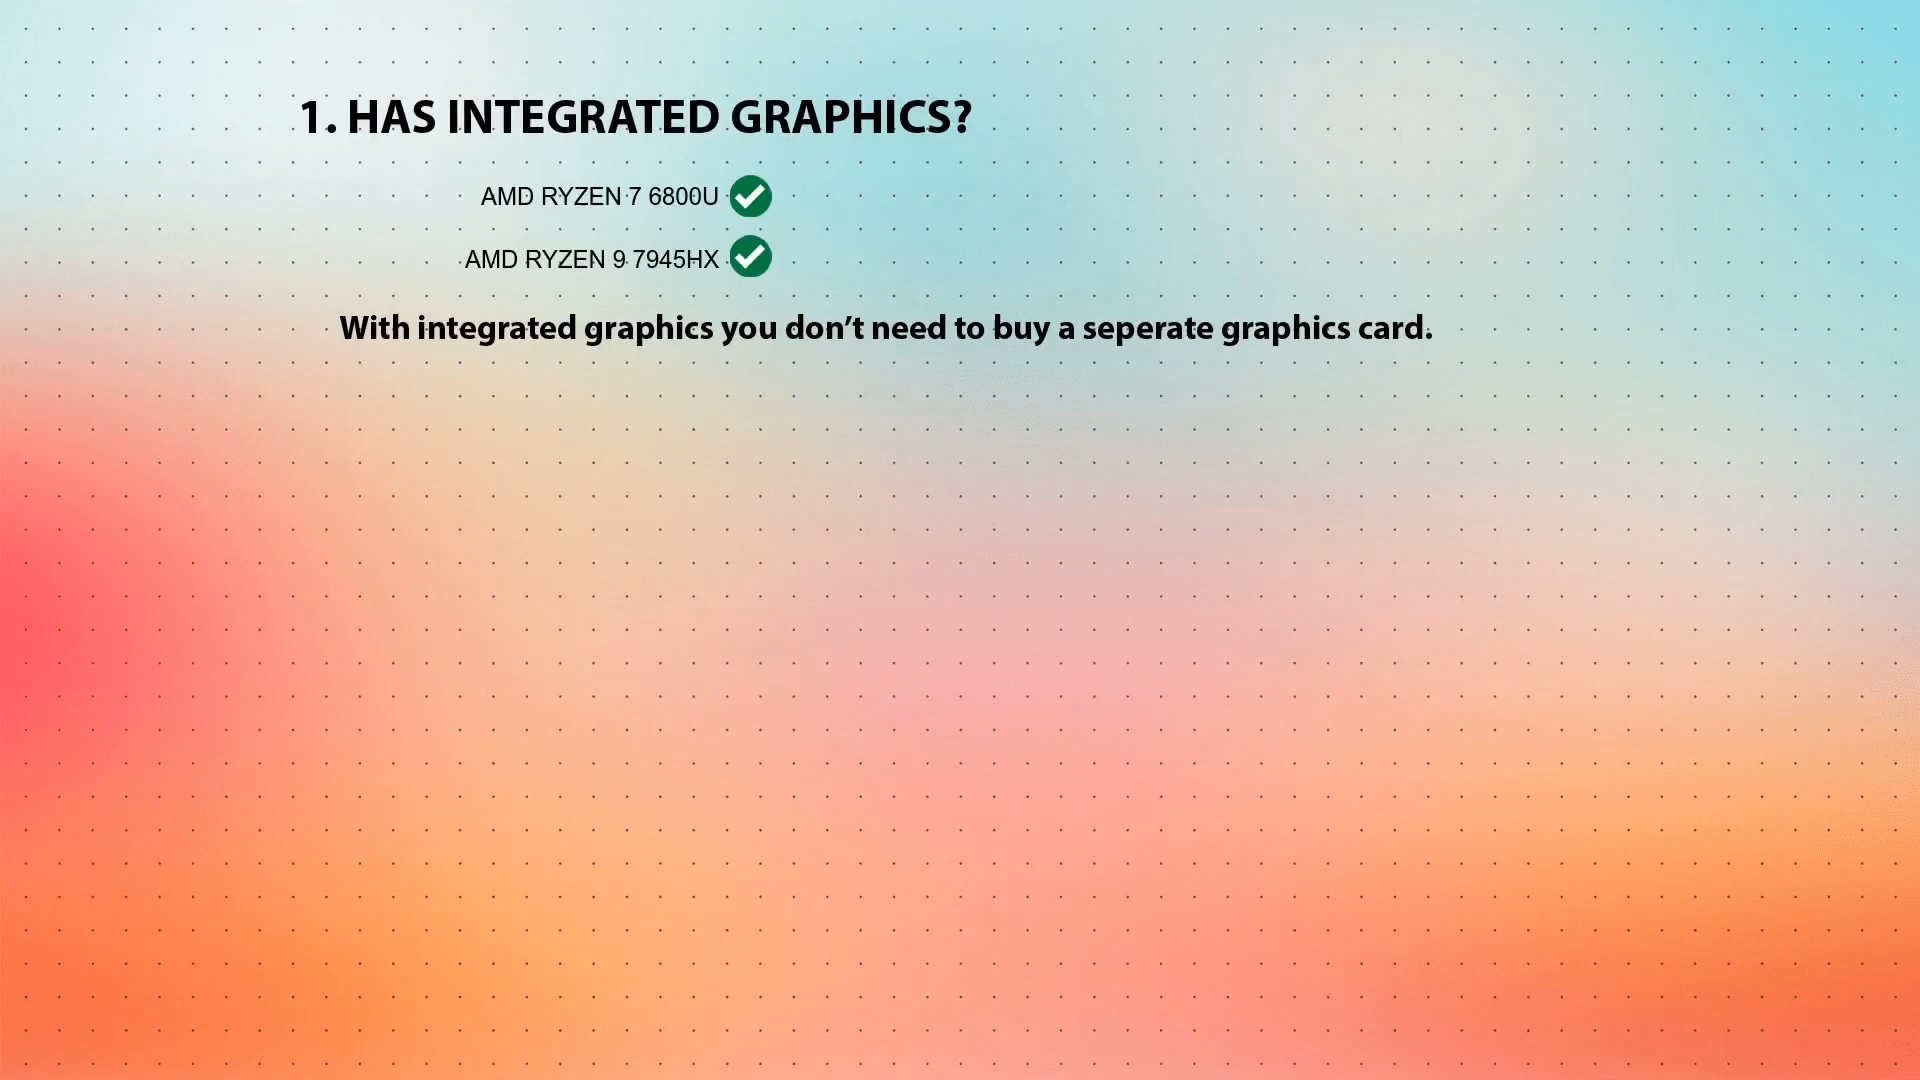 1. HAS INTEGRATED GRAPHICS?
AMD RYZEN 7 6800U
AMD RYZEN 9 7945HX
With integrated graphics you don’t need to buy a seperate graphics card.